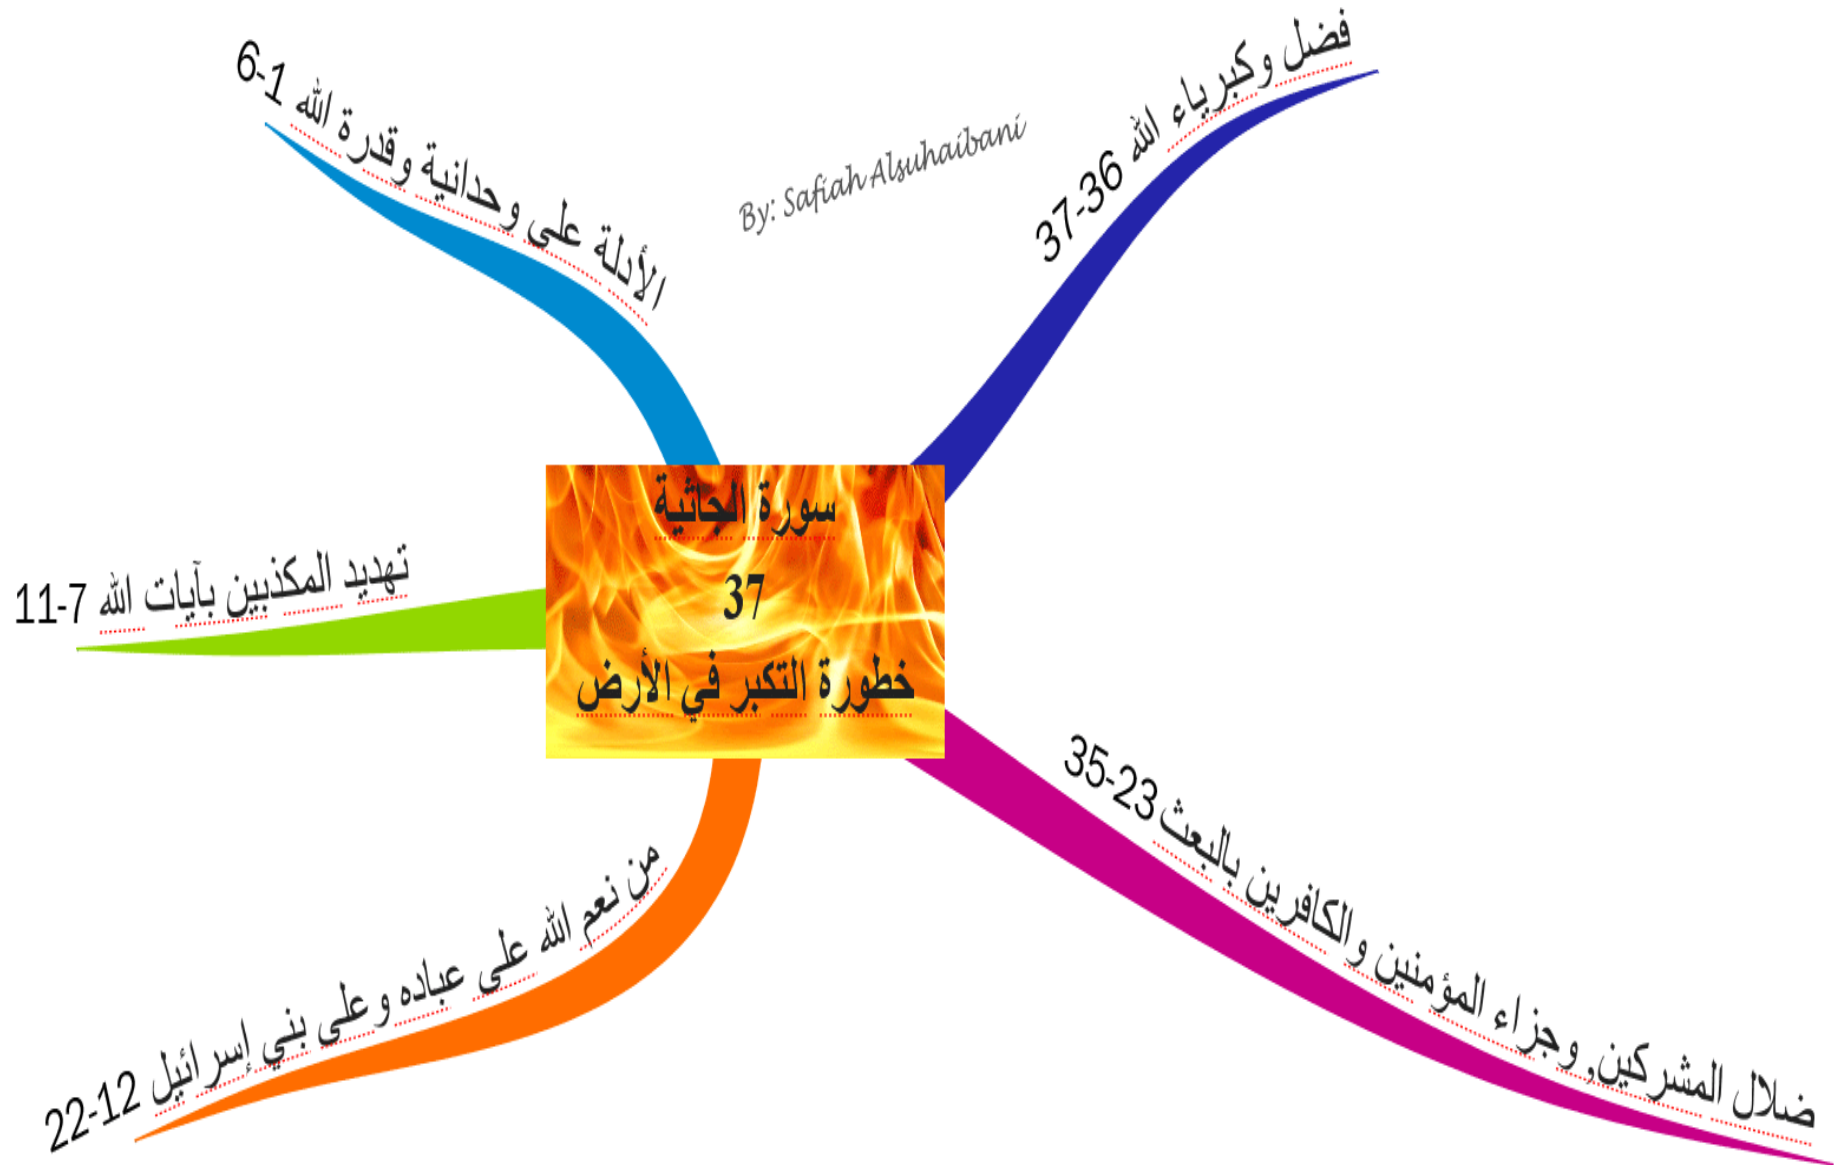 سورة الجاثية
37
خطورة التكبر في الأرض
فضل وكبرياء الله 36-37
By: Safiah Alsuhaibani
الأدلة على وحدانية وقدرة الله 1-6
تهديد المكذبين بآيات الله 7-11
من نعم الله على عباده وعلى بني إسرائيل 12-22
ضلال المشركين, وجزاء المؤمنين والكافرين بالبعث 23-35